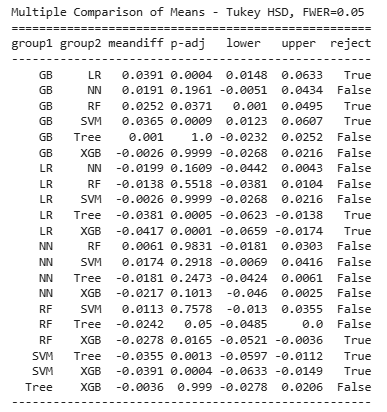 Multiple Comparison of Means - Tukey HSD, FWER=0.05
====================================================
group1 group2 meandiff p-adj lower upper reject
----------------------------------------------------
GB LR 0.0391 0.0004 0.0148 0.0633 True
GB NN 0.0191 0.1961 -0.0051 0.0434 False
GB RF 0.0252 0.0371 0.001 0.0495 True
GB SVM 0.0365 0.0009 0.0123 0.0607 True
GB Tree 0.001 1.0 -0.0232 0.0252 False
GB XGB -0.0026 0.9999 -0.0268 0.0216 False
LR NN -0.0199 0.1609 -0.0442 0.0043 False
LR RF -0.0138 0.5518 -0.0381 0.0104 False
LR SVM -0.0026 0.9999 -0.0268 0.0216 False
LR Tree -0.0381 0.0005 -0.0623 -0.0138 True
LR XGB -0.0417 0.0001 -0.0659 -0.0174 True
NN RF 0.0061 0.9831 -0.0181 0.0303 False
NN SVM 0.0174 0.2918 -0.0069 0.0416 False
NN Tree -0.0181 0.2473 -0.0424 0.0061 False
NN XGB -0.0217 0.1013 -0.046 0.0025 False
RF SVM 0.0113 0.7578 -0.013 0.0355 False
RF Tree -0.0242 0.05 -0.0485 0.0 False
RF XGB -0.0278 0.0165 -0.0521 -0.0036 True
SVM Tree -0.0355 0.0013 -0.0597 -0.0112 True
SVM XGB -0.0391 0.0004 -0.0633 -0.0149 True
Tree XGB -0.0036 0.999 -0.0278 0.0206 False
----------------------------------------------------